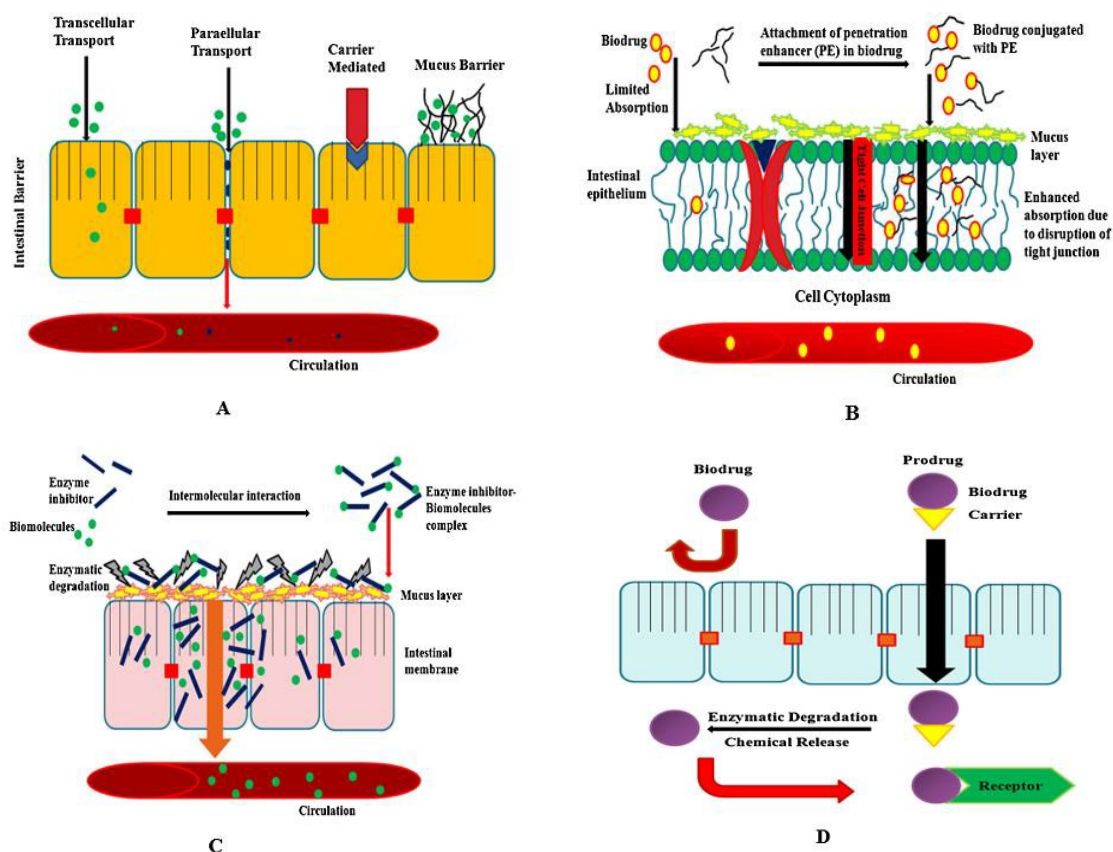 Transcellular
Transport
Paraellular
Transport
Carrier
Mediated
Mucus Barrier
Intestinal Barrier
Circulation
A
Biodrug
Attachment of penetration
enhancer (PE) in biodrug
Biodrug conjugated
with PE
Limited
Absorption
Mucus
layer
Intestinal
epithelium
Tight Cell Junction
Enhanced
absorption due
to disruption of
tight junction
Cell Cytoplasm
Circulation
B
Enzyme
inhibitor
Intermolecular interaction
Enzyme inhibitor-
Biomolecules
complex
Biomolecules
Enzymatic
degradation
Mucus layer
Intestinal
membrane
Circulation
C
Biodrug
Prodrug
Biodrug
Carrier
Enzymatic Degradation
Chemical Release
Receptor
D